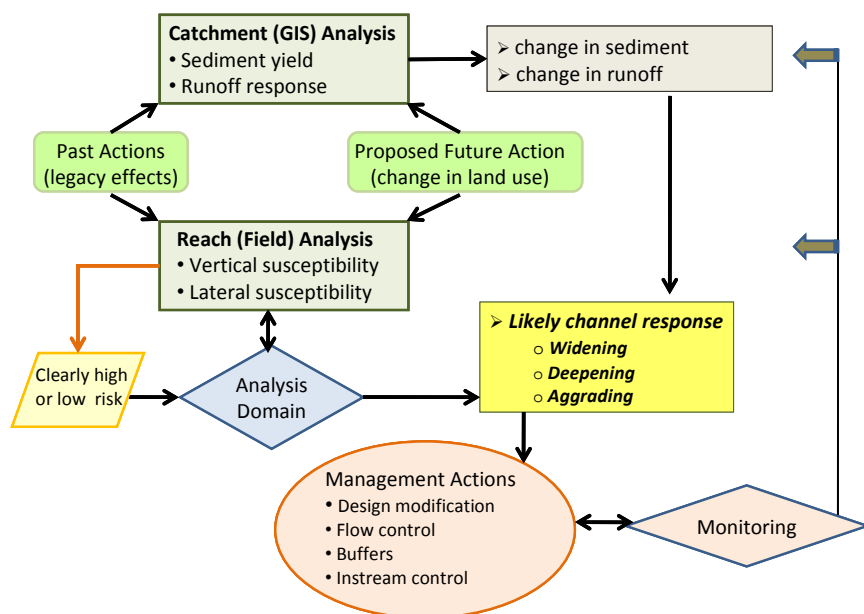 Catchment (GIS) Analysis
• Sediment yield
• Runoff response
➢ change in sediment
➢ change in runoff
Past Actions
(legacy effects)
Proposed Future Action
(change in land use)
Reach (Field) Analysis
• Vertical susceptibility
• Lateral susceptibility
➢ Likely channel response
o Widening
o Deepening
o Aggrading
Clearly high
or low risk
Analysis
Domain
Management Actions
• Design modification
• Flow control
• Buffers
• Instream control
Monitoring